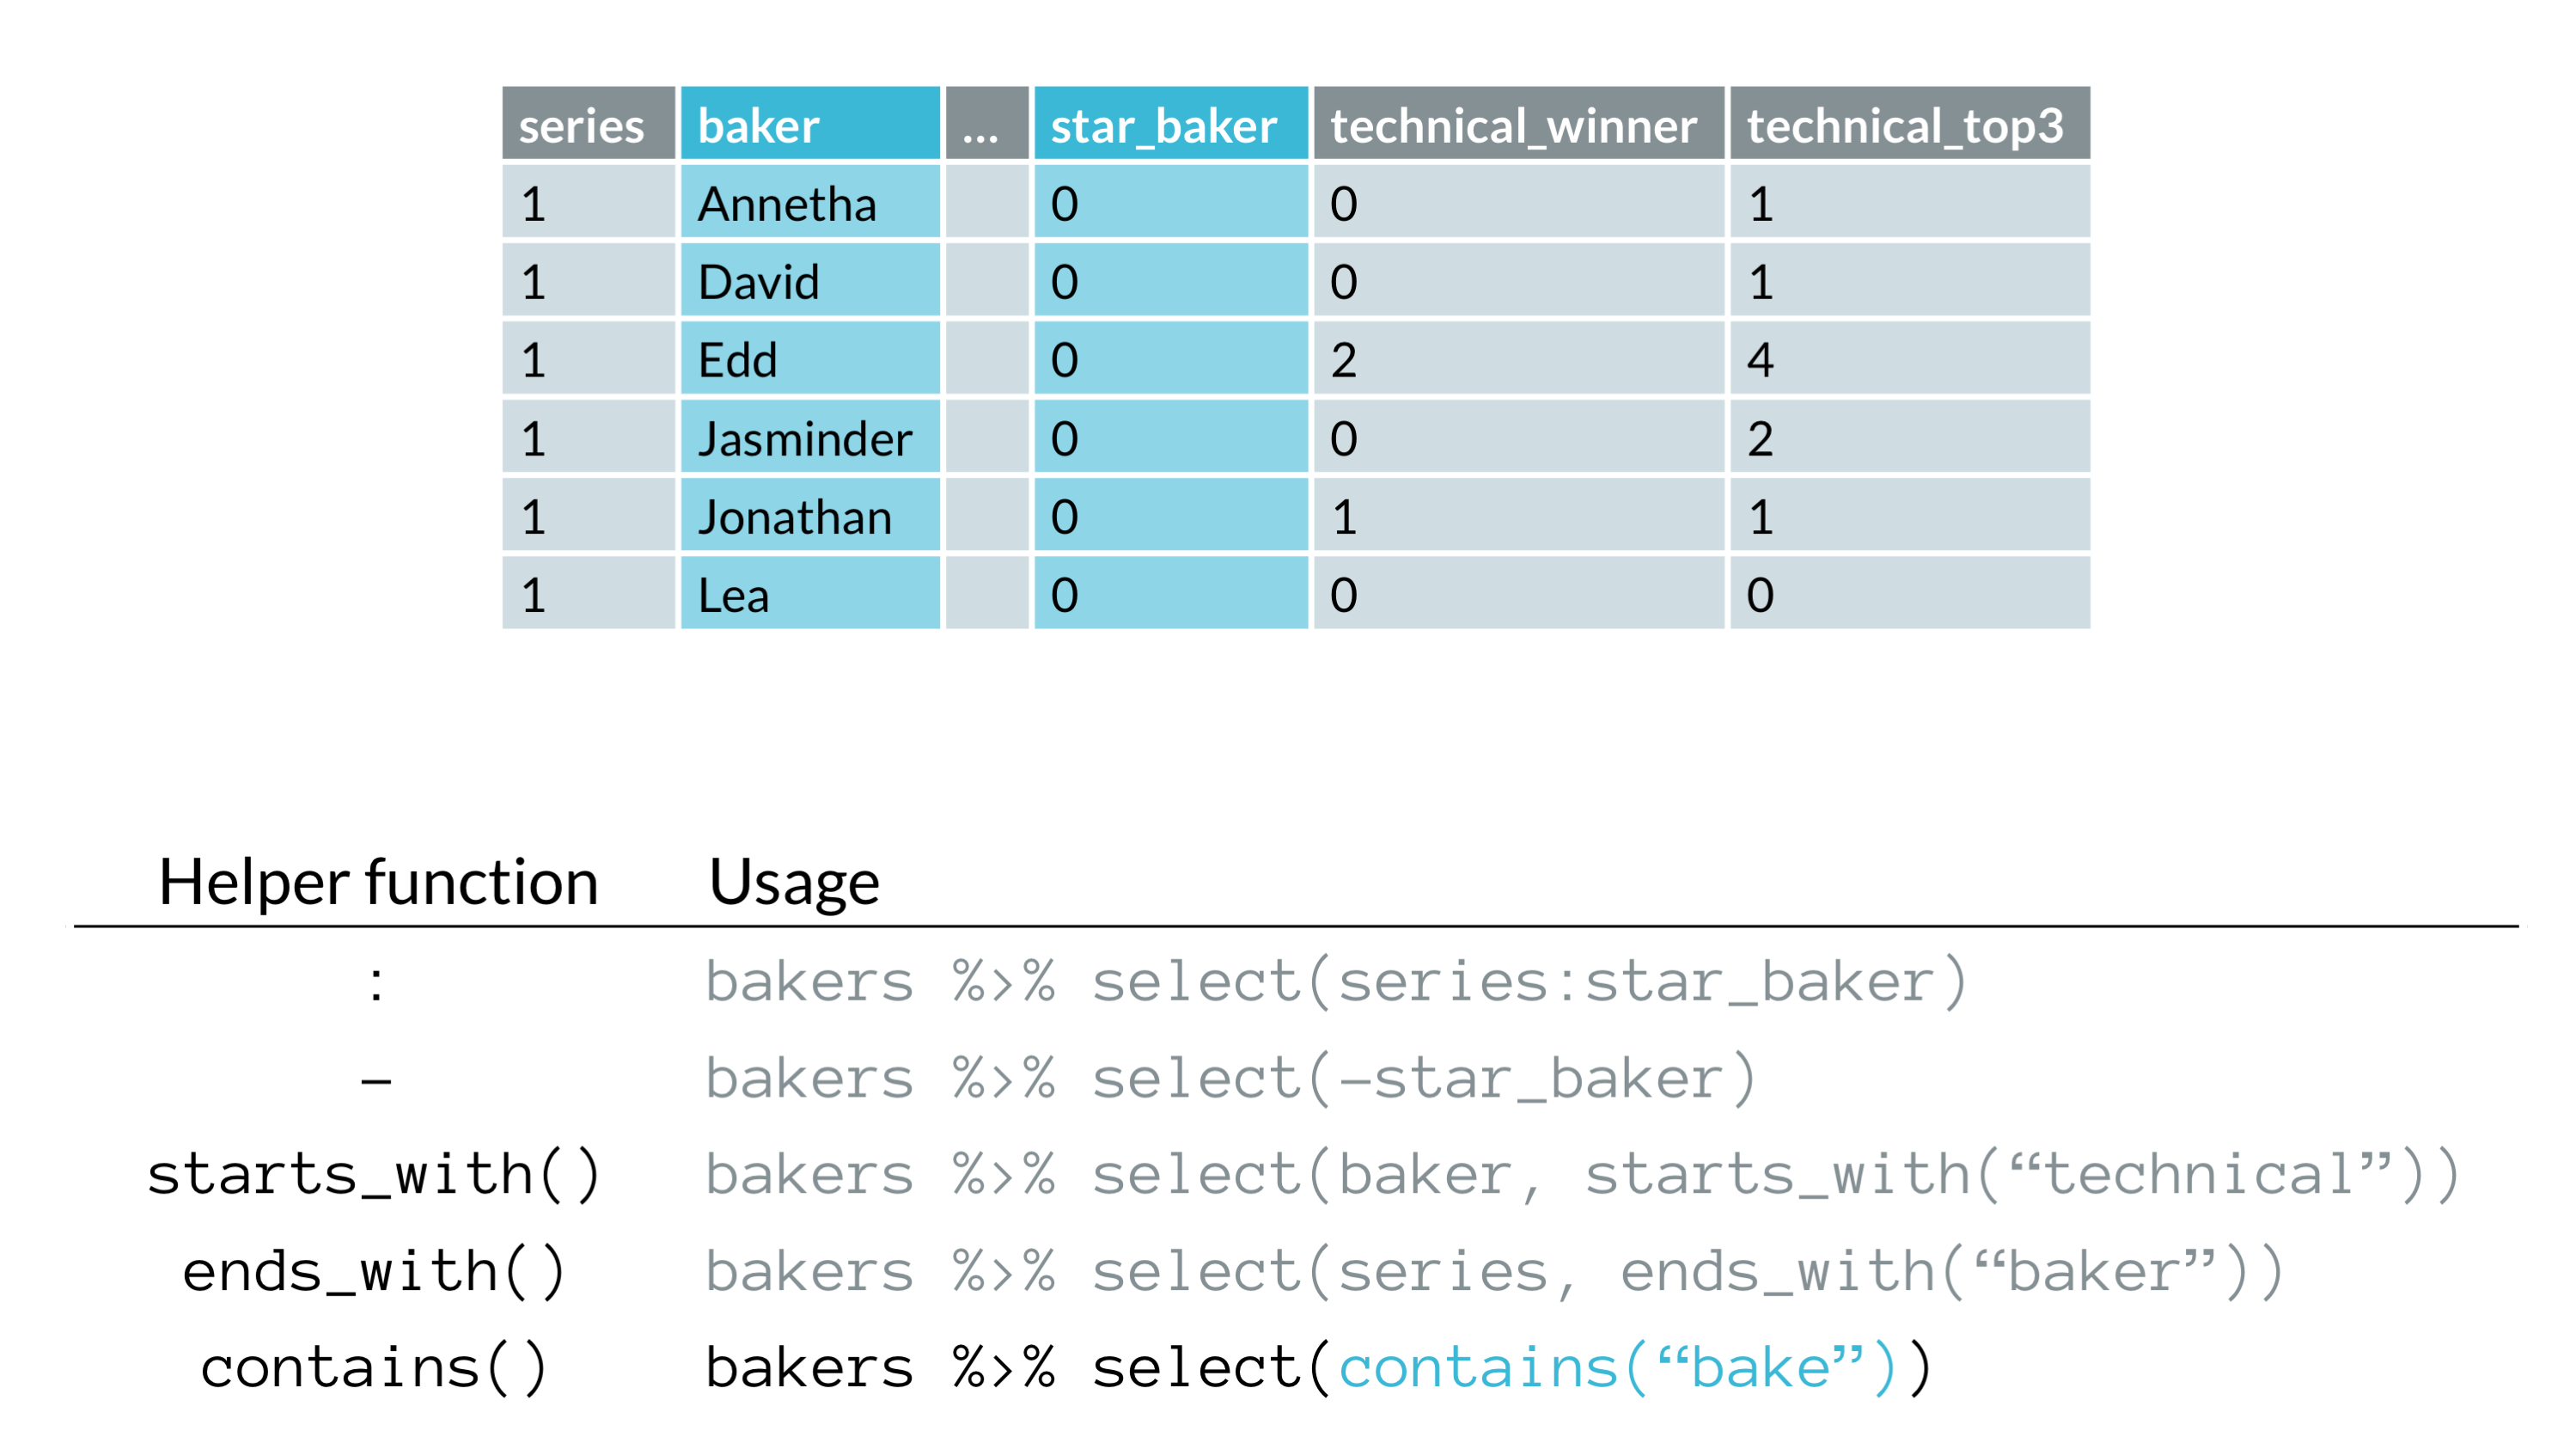 series baker ... star_baker technical_winner technical_top3
1 Annetha 0 0 1
1 David 0 0 1
1 Edd 0 2 4
1 Jasminder 0 0 2
1 Jonathan 0 1 1
1 Lea 0 0 0
Helper function Usage
: bakers %>% select(series:star_baker)
– bakers %>% select(–star_baker)
starts_with() bakers %>% select(baker, starts_with(“technical”))
ends_with() bakers %>% select(series, ends_with(“baker”))
contains() bakers %>% select(contains(“bake”))